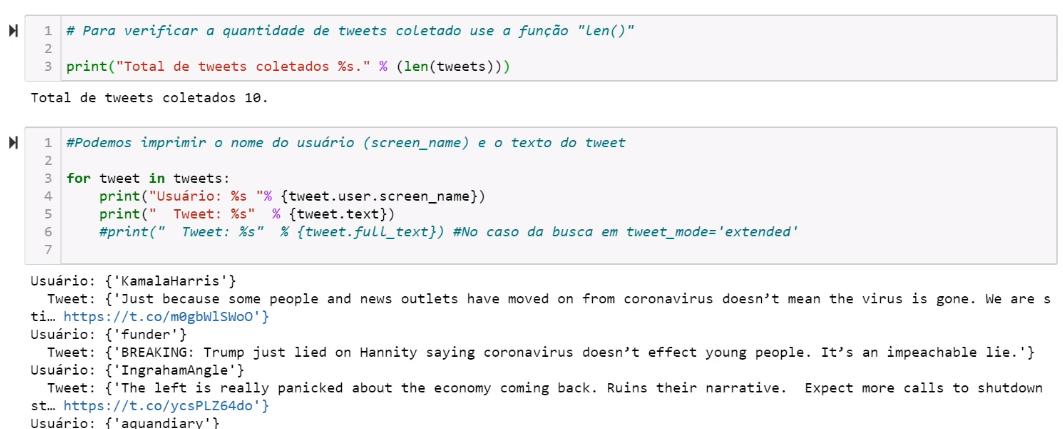 1 # Para verificar a quantidade de tweets coletado use a função "len()"
2
3 print("Total de tweets coletados %s." % (len(tweets)))
Total de tweets coletados 10.
1 #Podemos imprimir o nome do usuário (screen_name) e o texto do tweet
2
3 for tweet in tweets:
4     print("Usuário: %s "% {tweet.user.screen_name})
5     print("  Tweet: %s"  % {tweet.text})
6     #print("  Tweet: %s"  % {tweet.full_text}) #No caso da busca em tweet_mode='extended'
7
Usuário: {'KamalaHarris'}
  Tweet: {'Just because some people and news outlets have moved on from coronavirus doesn’t mean the virus is gone. We are s
ti… https://t.co/m0gbWlSWoO'}
Usuário: {'funder'}
  Tweet: {'BREAKING: Trump just lied on Hannity saying coronavirus doesn’t effect young people. It’s an impeachable lie.'}
Usuário: {'IngrahamAngle'}
  Tweet: {'The left is really panicked about the economy coming back. Ruins their narrative.  Expect more calls to shutdown
st… https://t.co/ycsPLZ64do'}
Usuário: {'aquandiary'}